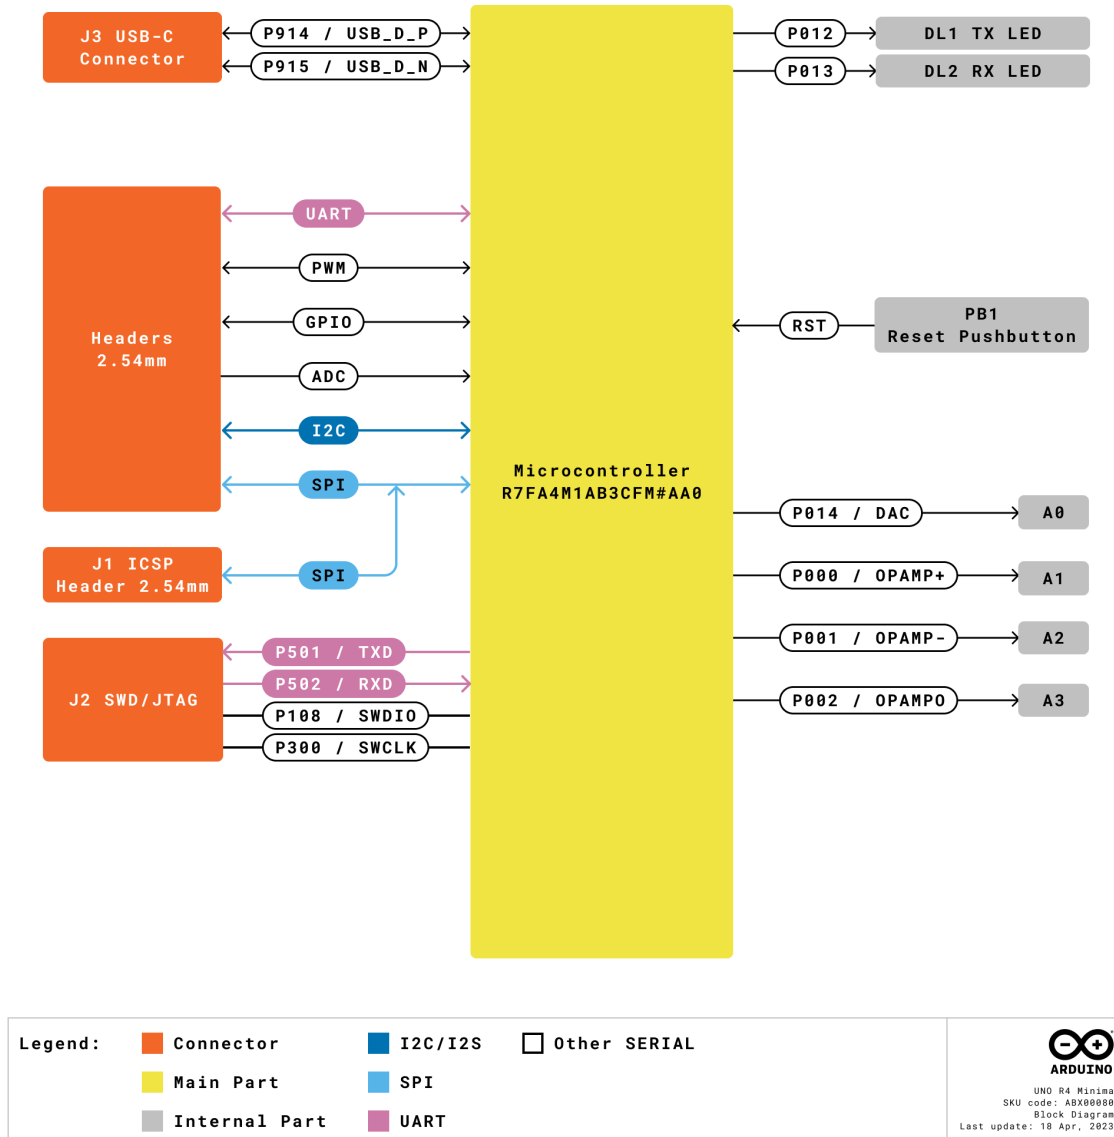 J3 USB-C
Connector
P914 / USB_D_P
P915 / USB_D_N
P012
DL1 TX LED
P013
DL2 RX LED
Headers
2.54mm
UART
PWM
GPIO
ADC
I2C
SPI
RST
PB1
Reset Pushbutton
Microcontroller
R7FA4M1AB3CFM#AA0
J1 ICSP
Header 2.54mm
SPI
P014 / DAC
A0
P000 / OPAMP+
A1
P001 / OPAMP-
A2
P002 / OPAMPO
A3
J2 SWD/JTAG
P501 / TXD
P502 / RXD
P108 / SWDIO
P300 / SWCLK
Legend:
Connector
Main Part
Internal Part
I2C/I2S
SPI
UART
Other SERIAL
ARDUINO
UNO R4 Minima
SKU code: ABX00080
Block Diagram
Last update: 18 Apr, 2023